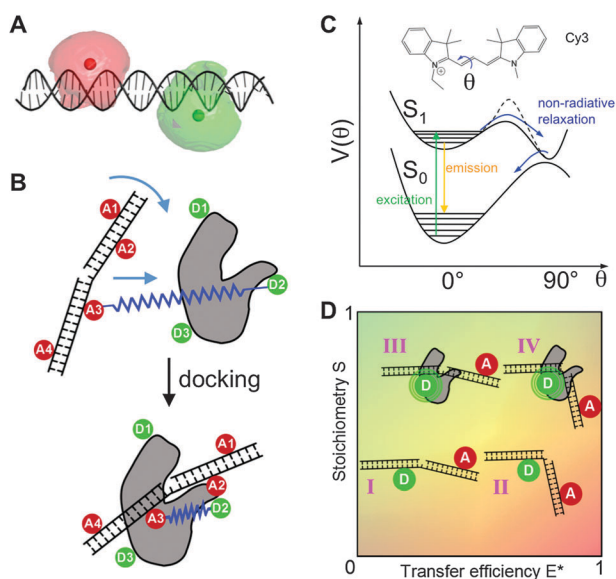 A
B
A1
A2
A3
A4
D1
D2
D3
docking
D1
A1
A2
A3
D2
A4
D3
C
Cy3
θ
V(θ)
S1
S0
non-radiative
relaxation
emission
excitation
0°
90°
θ
D
1
Stoichiometry S
III
IV
D
A
D
A
I
II
D
A
D
A
0
Transfer efficiency E*
1